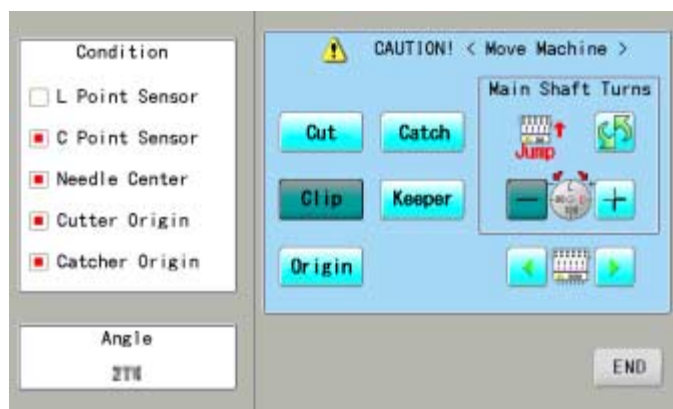 Condition
L Point Sensor
C Point Sensor
Needle Center
Cutter Origin
Catcher Origin
Angle
CAUTION! < Move Machine >
Main Shaft Turns
Cut
Catch
Jump
Clip
Keeper
Origin
END